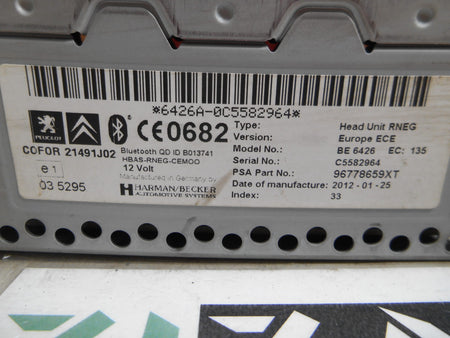 *6426A-0C5582964*
PEUGEOT
CE0682
COFOR 21491J02
Bluetooth QD ID B013741
HBAS-RNEG-CEMOO
12 Volt
Manufactured in Germany by
HARMAN/BECKER
AUTOMOTIVE SYSTEMS
e1
03 5295
Type: Head Unit RNEG
Variant: Europe ECE
Model No.: BE 6426 EC: 135
Serial No.: C5582964
PSA Part No.: 96778659XT
Date of manufacture: 2012-01-25
Index: 33